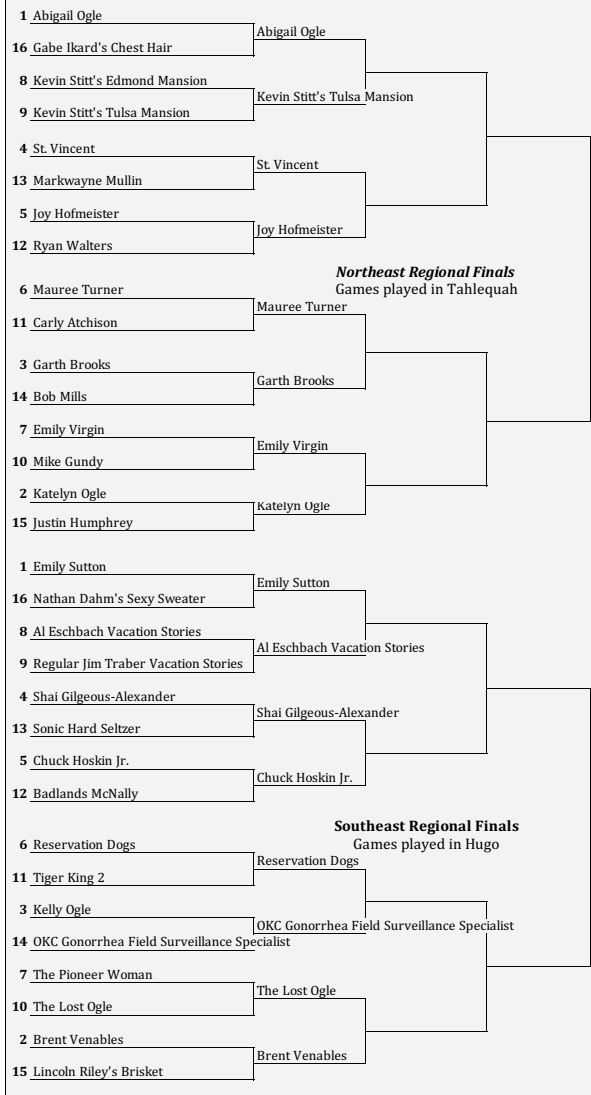 1 Abigail Ogle
Abigail Ogle
16 Gabe Ikard's Chest Hair
8 Kevin Stitt's Edmond Mansion
Kevin Stitt's Tulsa Mansion
9 Kevin Stitt's Tulsa Mansion
4 St. Vincent
St. Vincent
13 Markwayne Mullin
5 Joy Hofmeister
Joy Hofmeister
12 Ryan Walters
Northeast Regional Finals
Games played in Tahlequah
6 Mauree Turner
Mauree Turner
11 Carly Atchison
3 Garth Brooks
Garth Brooks
14 Bob Mills
7 Emily Virgin
Emily Virgin
10 Mike Gundy
2 Katelyn Ogle
Katelyn Ogle
15 Justin Humphrey
1 Emily Sutton
Emily Sutton
16 Nathan Dahm's Sexy Sweater
8 Al Eschbach Vacation Stories
Al Eschbach Vacation Stories
9 Regular Jim Traber Vacation Stories
4 Shai Gilgeous-Alexander
Shai Gilgeous-Alexander
13 Sonic Hard Seltzer
5 Chuck Hoskin Jr.
Chuck Hoskin Jr.
12 Badlands McNally
Southeast Regional Finals
Games played in Hugo
6 Reservation Dogs
Reservation Dogs
11 Tiger King 2
3 Kelly Ogle
OKC Gonorrhea Field Surveillance Specialist
14 OKC Gonorrhea Field Surveillance Specialist
7 The Pioneer Woman
The Lost Ogle
10 The Lost Ogle
2 Brent Venables
Brent Venables
15 Lincoln Riley's Brisket